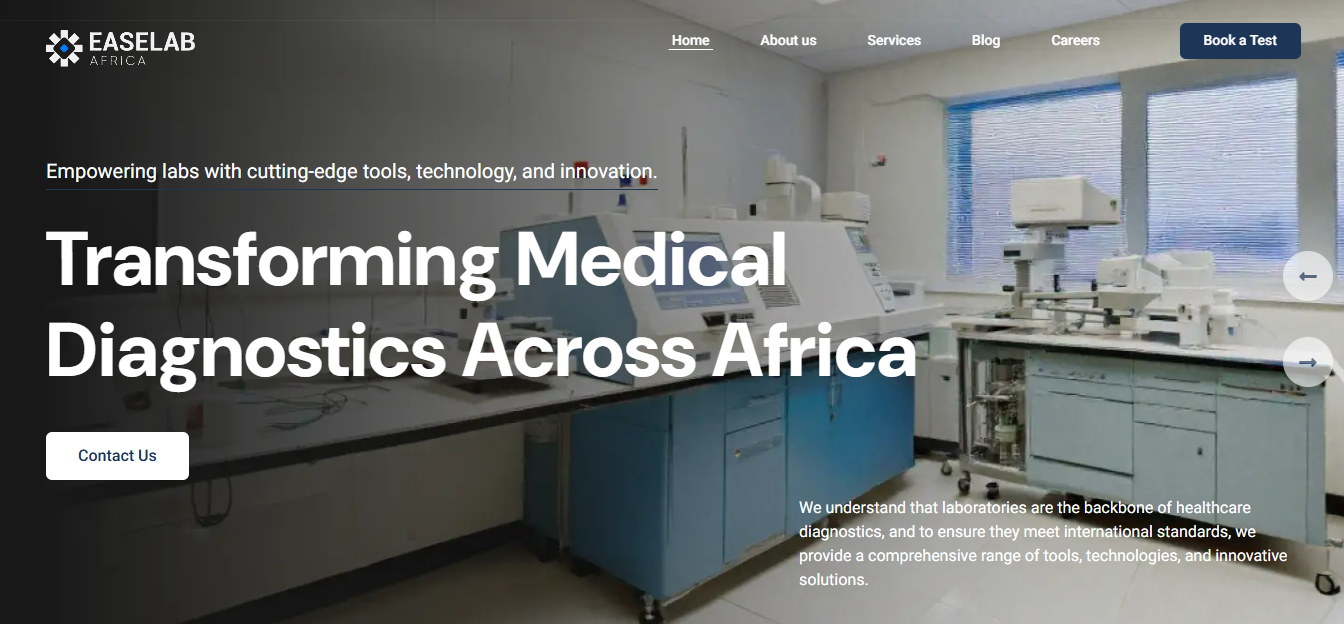 EASELAB
AFRICA
Home
About us
Services
Blog
Careers
Book a Test
Empowering labs with cutting-edge tools, technology, and innovation.
Transforming Medical
Diagnostics Across Africa
Contact Us
We understand that laboratories are the backbone of healthcare
diagnostics, and to ensure they meet international standards, we
provide a comprehensive range of tools, technologies, and innovative
solutions.